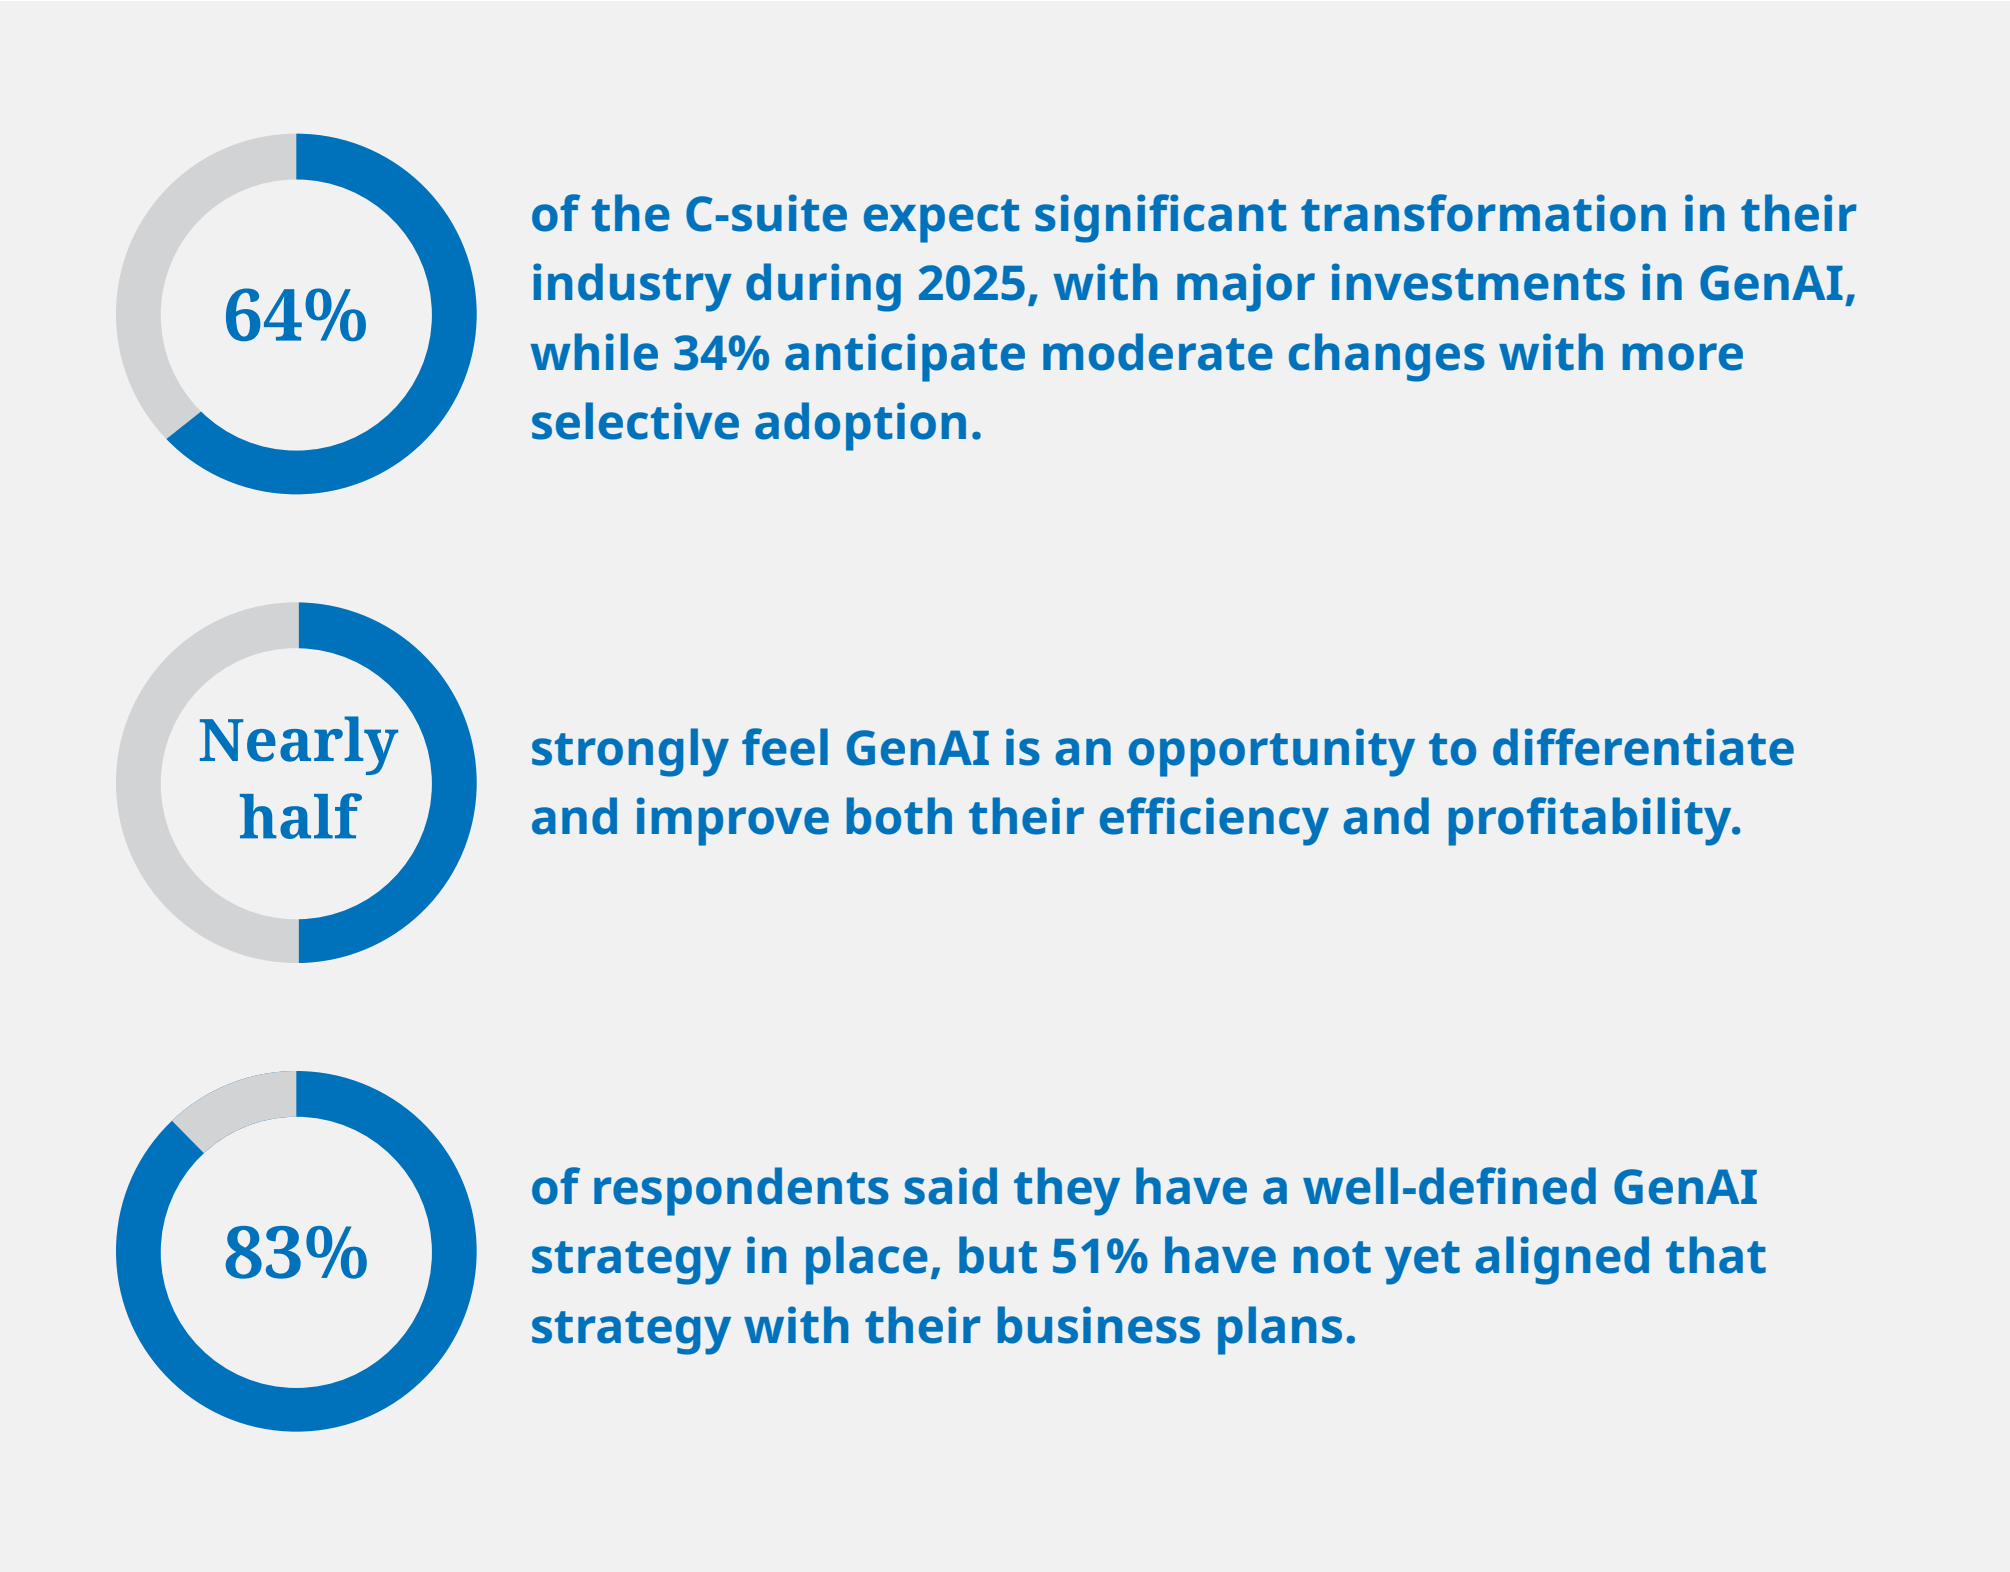 64%
of the C-suite expect significant transformation in their
industry during 2025, with major investments in GenAI,
while 34% anticipate moderate changes with more
selective adoption.
Nearly
half
strongly feel GenAI is an opportunity to differentiate
and improve both their efficiency and profitability.
83%
of respondents said they have a well-defined GenAI
strategy in place, but 51% have not yet aligned that
strategy with their business plans.